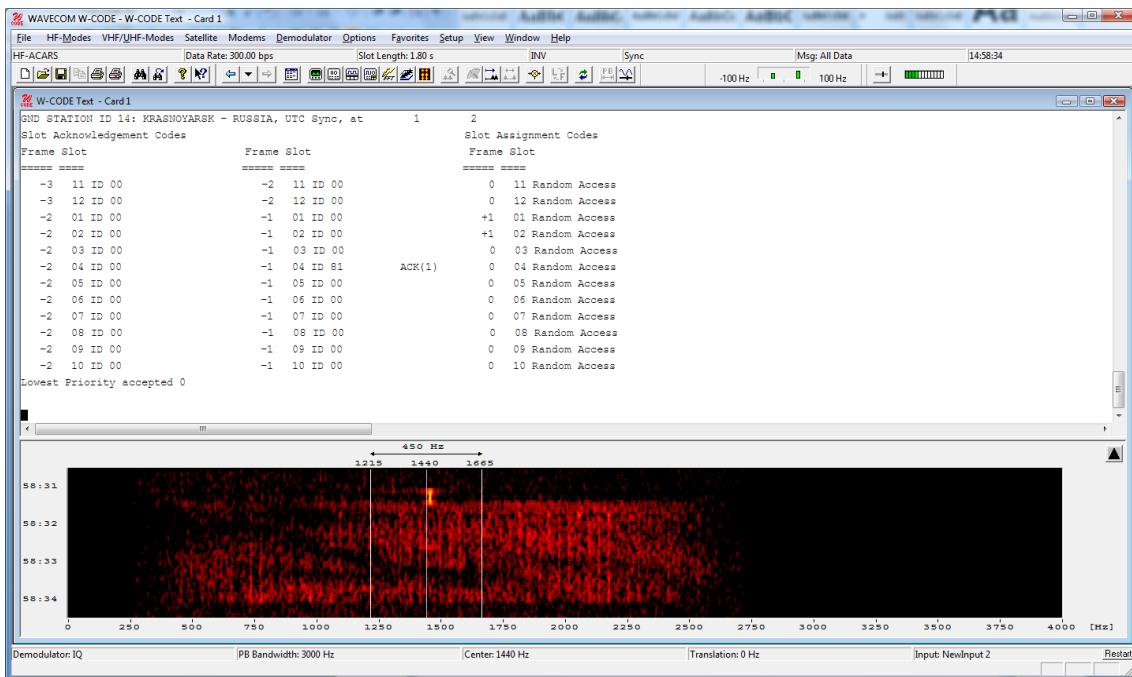 WAVECOM W-CODE - W-CODE Text - Card 1
File HF-Modes VHF/UHF-Modes Satellite Modems Demodulator Options Favorites Setup View Window Help
HF-ACARS Data Rate: 300.00 bps Slot Length: 1.80 s INV Sync Msg: All Data 14:58:34
-100 Hz 100 Hz
W-CODE Text - Card 1
GND STATION ID 14: KRASNOYARSK - RUSSIA, UTC Sync, at 1 2
Slot Acknowledgement Codes Slot Assignment Codes
Frame Slot Frame Slot Frame Slot
===== ==== ===== ==== ===== ====
-3 11 ID 00 -2 11 ID 00 0 11 Random Access
-3 12 ID 00 -2 12 ID 00 0 12 Random Access
-2 01 ID 00 -1 01 ID 00 +1 01 Random Access
-2 02 ID 00 -1 02 ID 00 +1 02 Random Access
-2 03 ID 00 -1 03 ID 00 0 03 Random Access
-2 04 ID 00 -1 04 ID 81 ACK(1) 0 04 Random Access
-2 05 ID 00 -1 05 ID 00 0 05 Random Access
-2 06 ID 00 -1 06 ID 00 0 06 Random Access
-2 07 ID 00 -1 07 ID 00 0 07 Random Access
-2 08 ID 00 -1 08 ID 00 0 08 Random Access
-2 09 ID 00 -1 09 ID 00 0 09 Random Access
-2 10 ID 00 -1 10 ID 00 0 10 Random Access
Lowest Priority accepted 0
450 Hz
1215 1440 1665
58:31
58:32
58:33
58:34
0 250 500 750 1000 1250 1500 1750 2000 2250 2500 2750 3000 3250 3500 3750 4000 [Hz]
Demodulator: IQ PB Bandwidth: 3000 Hz Center: 1440 Hz Translation: 0 Hz Input: NewInput 2 Restart